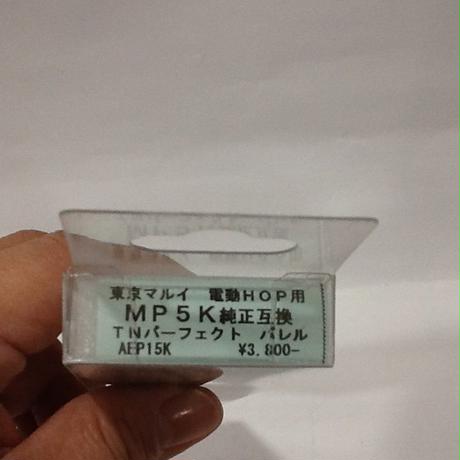 東京マルイ 電動HOP用
MP5K純正互換
TNパーフェクト バレル
AEP15K ¥3,800-